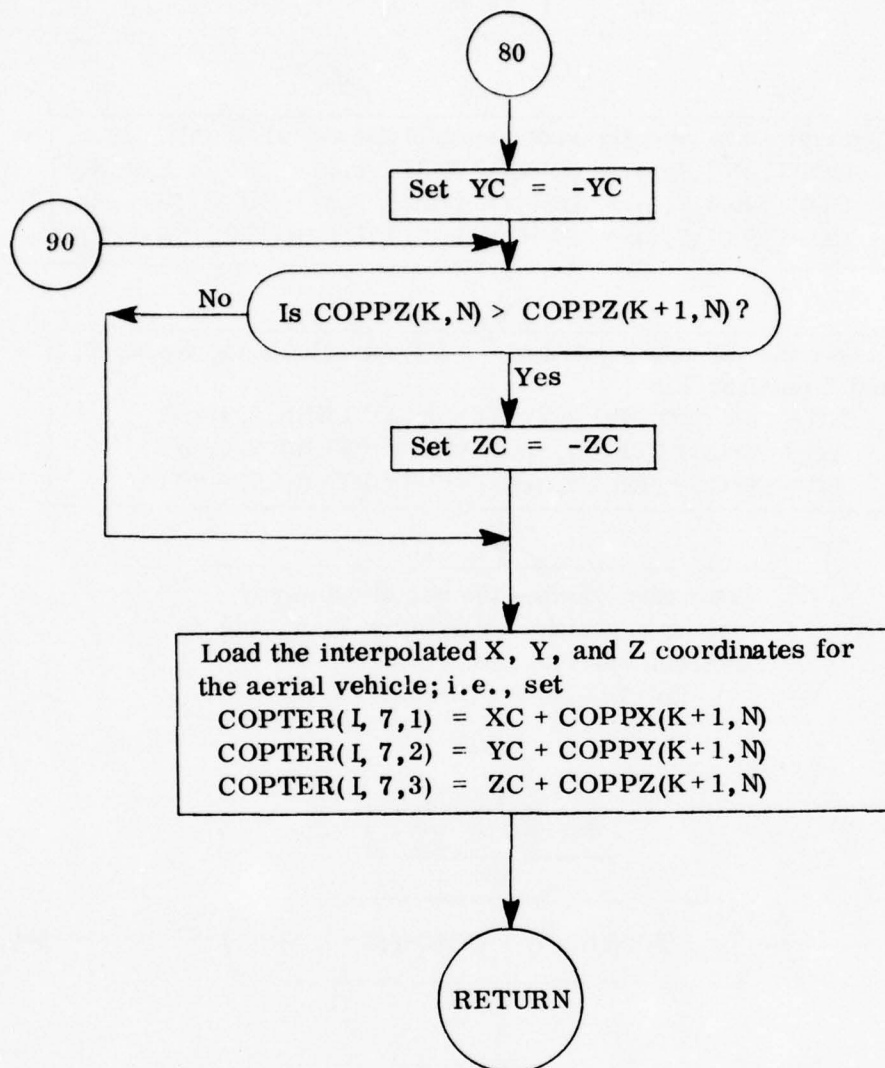 80
Set YC = -YC
90
No
Is COPPZ(K,N) > COPPZ(K+1,N)?
Yes
Set ZC = -ZC
Load the interpolated X, Y, and Z coordinates for
the aerial vehicle; i.e., set
COPTER(I, 7,1) = XC + COPPX(K+1,N)
COPTER(I, 7,2) = YC + COPPY(K+1,N)
COPTER(I, 7,3) = ZC + COPPZ(K+1,N)
RETURN